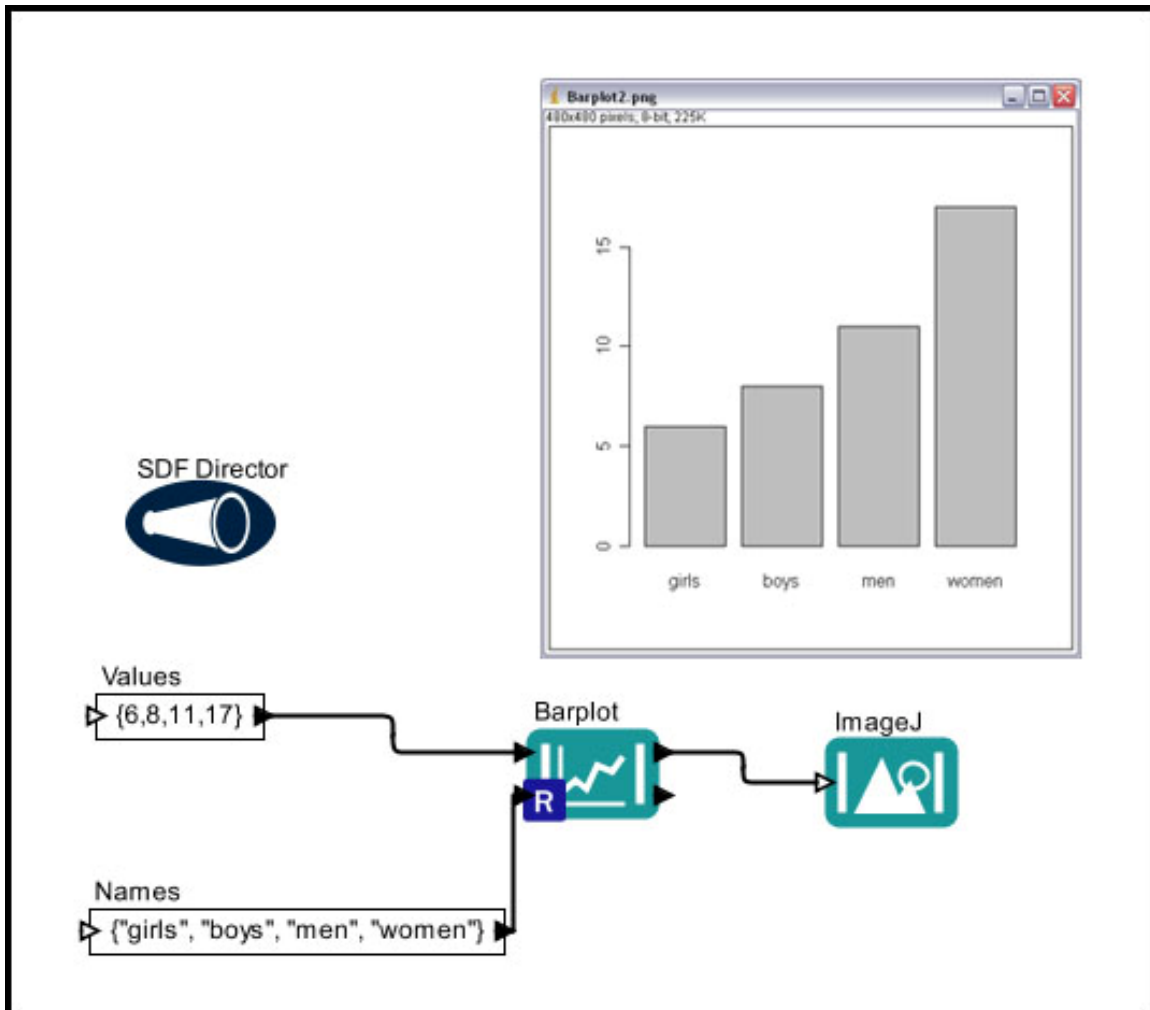 Barplot2.png
480x480 pixels; 8-bit; 225K
15
10
5
0
girls boys men women
SDF Director
Values
{6,8,11,17}
Barplot
R
ImageJ
Names
{"girls", "boys", "men", "women"}